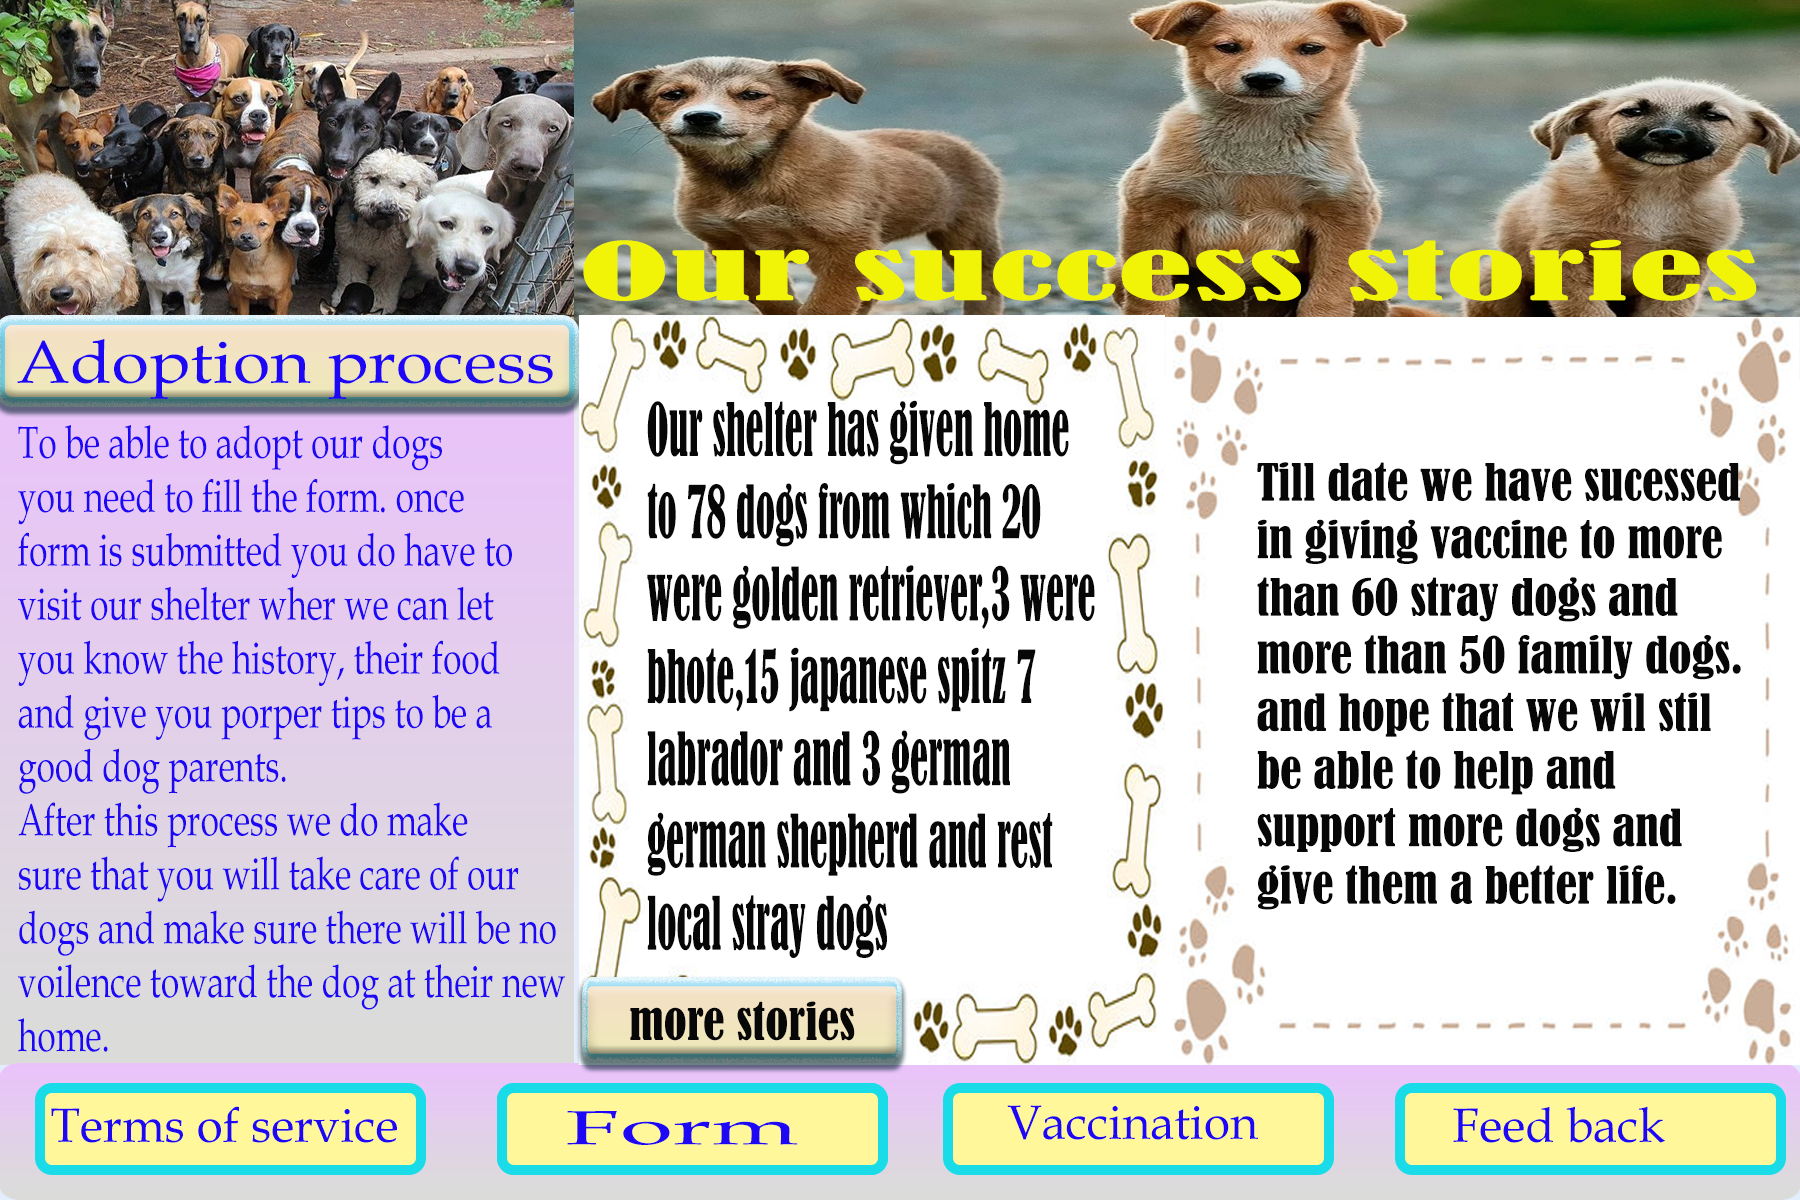 Our success stories
Adoption process
To be able to adopt our dogs
you need to fill the form. once
form is submitted you do have to
visit our shelter wher we can let
you know the history, their food
and give you porper tips to be a
good dog parents.
After this process we do make
sure that you will take care of our
dogs and make sure there will be no
voilence toward the dog at their new
home.
Our shelter has given home
to 78 dogs from which 20
were golden retriever,3 were
bhote,15 japanese spitz 7
labrador and 3 german
german shepherd and rest
local stray dogs
more stories
Till date we have sucessed
in giving vaccine to more
than 60 stray dogs and
more than 50 family dogs.
and hope that we wil stil
be able to help and
support more dogs and
give them a better life.
Terms of service
Form
Vaccination
Feed back